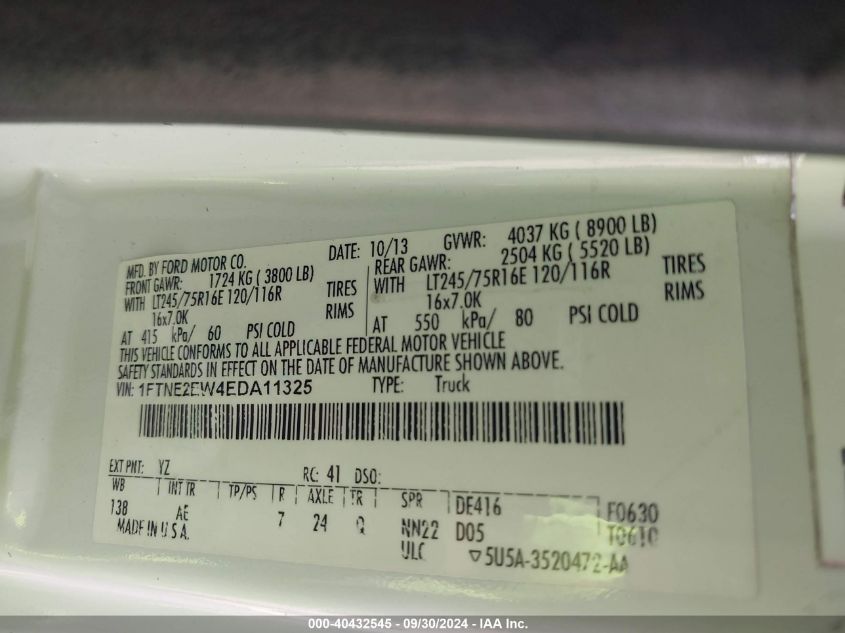 MFD. BY FORD MOTOR CO. DATE: 10/13 GVWR: 4037 KG ( 8900 LB)
FRONT GAWR: 1724 KG ( 3800 LB) REAR GAWR: 2504 KG ( 5520 LB)
WITH LT245/75R16E 120/116R TIRES WITH LT245/75R16E 120/116R TIRES
16x7.0K RIMS 16x7.0K RIMS
AT 415 kPa/ 60 PSI COLD AT 550 kPa/ 80 PSI COLD
THIS VEHICLE CONFORMS TO ALL APPLICABLE FEDERAL MOTOR VEHICLE
SAFETY STANDARDS IN EFFECT ON THE DATE OF MANUFACTURE SHOWN ABOVE.
VIN: 1FTNE2EW4EDA11325 TYPE: Truck
EXT PNT: YZ RC: 41 DSO:
WB INT TR TP/PS R AXLE TR SPR DE416 F0630
138 AE 7 24 Q NN22 D05 T0610
MADE IN U.S.A. ULC 5U5A-3520472-AA
000-40432545 - 09/30/2024 - IAA Inc.